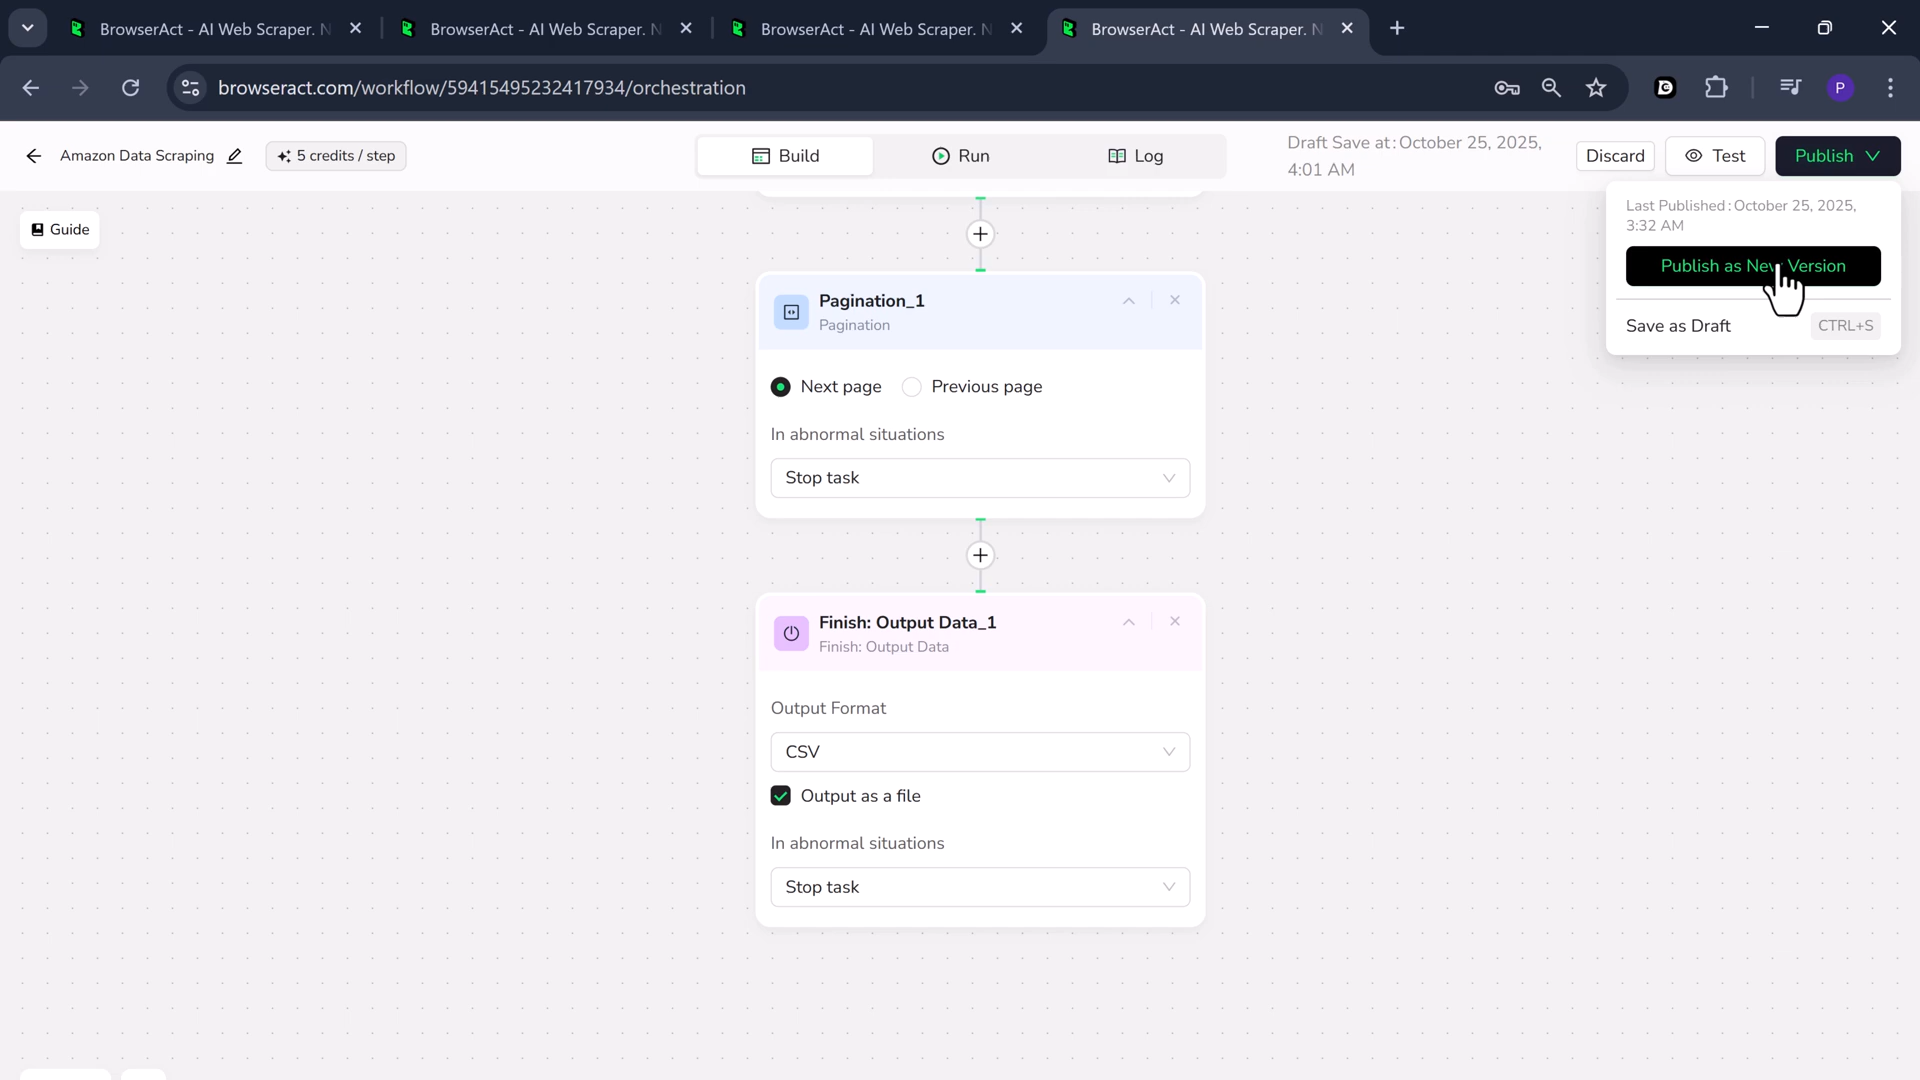 BrowserAct - AI Web Scraper. N
BrowserAct - AI Web Scraper. N
BrowserAct - AI Web Scraper. N
BrowserAct - AI Web Scraper. N
browseract.com/workflow/59415495232417934/orchestration
P
Amazon Data Scraping
5 credits / step
Build
Run
Log
Draft Save at: October 25, 2025,
4:01 AM
Discard
Test
Publish
Guide
Last Published: October 25, 2025,
3:32 AM
Publish as New Version
Save as Draft
CTRL+S
Pagination_1
Pagination
Next page
Previous page
In abnormal situations
Stop task
Finish: Output Data_1
Finish: Output Data
Output Format
CSV
Output as a file
In abnormal situations
Stop task